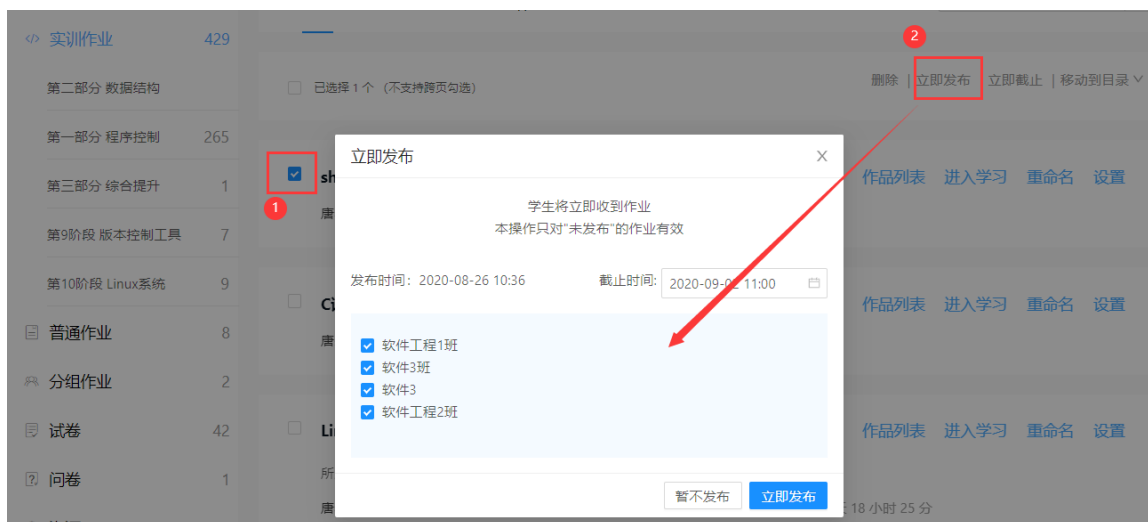 实训作业 429
第二部分 数据结构
第一部分 程序控制 265
第三部分 综合提升 1
第9阶段 版本控制工具 7
第10阶段 Linux系统 9
普通作业 8
分组作业 2
试卷 42
问卷 1
2
已选择 1 个 (不支持跨页勾选)
删除 | 立即发布 立即截止 | 移动到目录
1
sh
唐
作品列表 进入学习 重命名 设置
立即发布
学生将立即收到作业
本操作只对"未发布"的作业有效
发布时间: 2020-08-26 10:36 截止时间: 2020-09-02 11:00
软件工程1班
软件3班
软件3
软件工程2班
暂不发布 立即发布
唐
作品列表 进入学习 重命名 设置
Li
所
唐
作品列表 进入学习 重命名 设置
18 小时 25 分